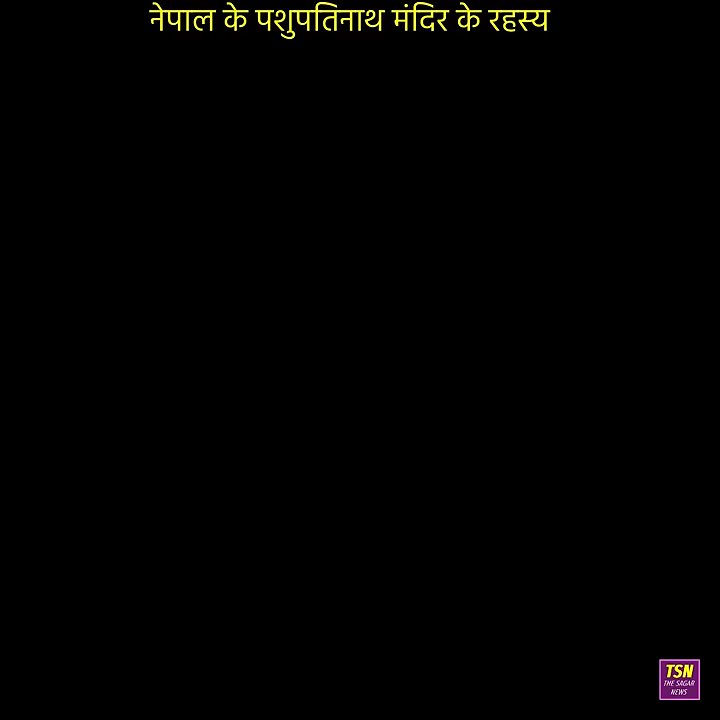 नेपाल के पशुपतिनाथ मंदिर के रहस्य
TSN
THE SAGAR
NEWS